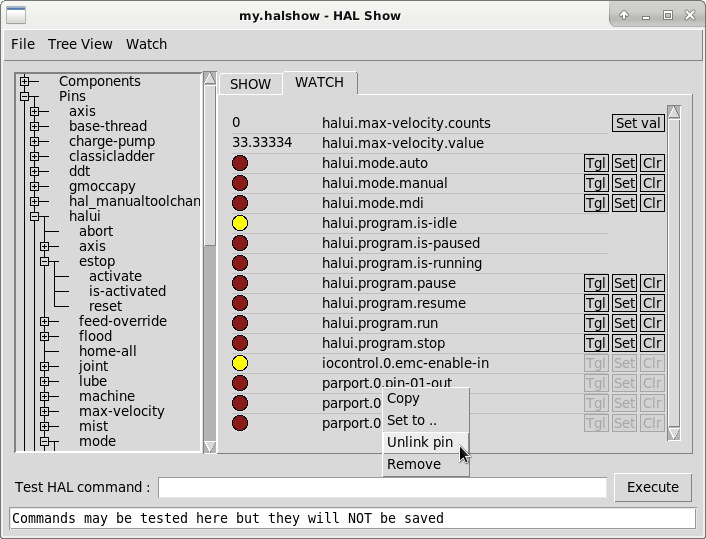 my.halshow - HAL Show
File Tree View Watch
Components
Pins
axis
base-thread
charge-pump
classicladder
ddt
gmoccapy
hal_manualtoolchan
halui
abort
axis
estop
activate
is-activated
reset
feed-override
flood
home-all
joint
lube
machine
max-velocity
mist
mode
SHOW WATCH
0 halui.max-velocity.counts Set val
33.33334 halui.max-velocity.value
halui.mode.auto Tgl Set Clr
halui.mode.manual Tgl Set Clr
halui.mode.mdi Tgl Set Clr
halui.program.is-idle
halui.program.is-paused
halui.program.is-running
halui.program.pause Tgl Set Clr
halui.program.resume Tgl Set Clr
halui.program.run Tgl Set Clr
halui.program.stop Tgl Set Clr
iocontrol.0.emc-enable-in Tgl Set Clr
parport.0.pin-01-out Tgl Set Clr
parport.0 Tgl Set Clr
parport.0 Tgl Set Clr
Copy
Set to ..
Unlink pin
Remove
Test HAL command : Execute
Commands may be tested here but they will NOT be saved